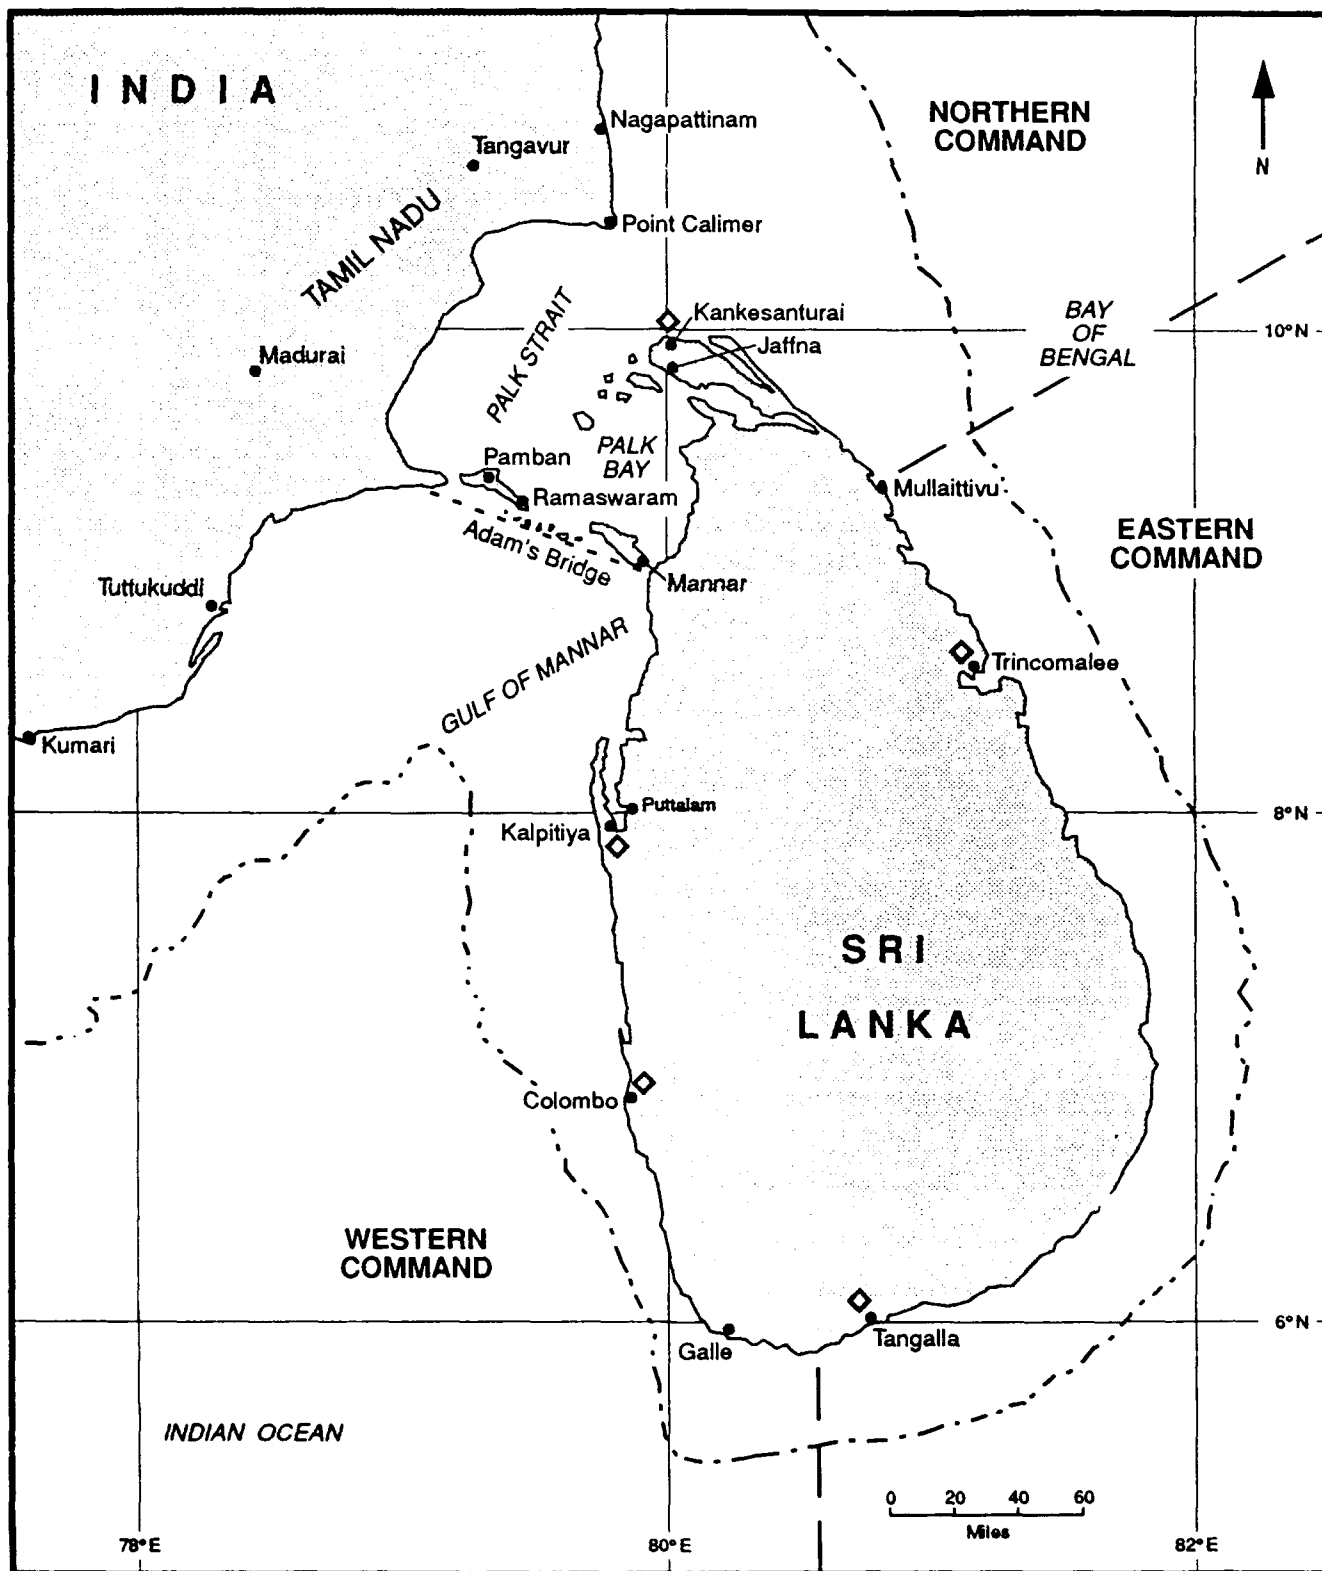 INDIA
Nagapattinam
Tangavur
NORTHERN
COMMAND
N
TAMIL NADU
Point Calimer
PALK STRAIT
Kankesanturai
BAY
OF
BENGAL
10°N
Jaffna
Madurai
PALK
BAY
Pamban
Ramaswaram
Mullaittivu
Adam's Bridge
EASTERN
COMMAND
Tuttukuddi
Mannar
GULF OF MANNAR
Trincomalee
Kumari
Puttalam
8°N
Kalpitiya
SRI
LANKA
Colombo
WESTERN
COMMAND
6°N
Galle
Tangalla
INDIAN OCEAN
0 20 40 60
Miles
78°E 80°E 82°E